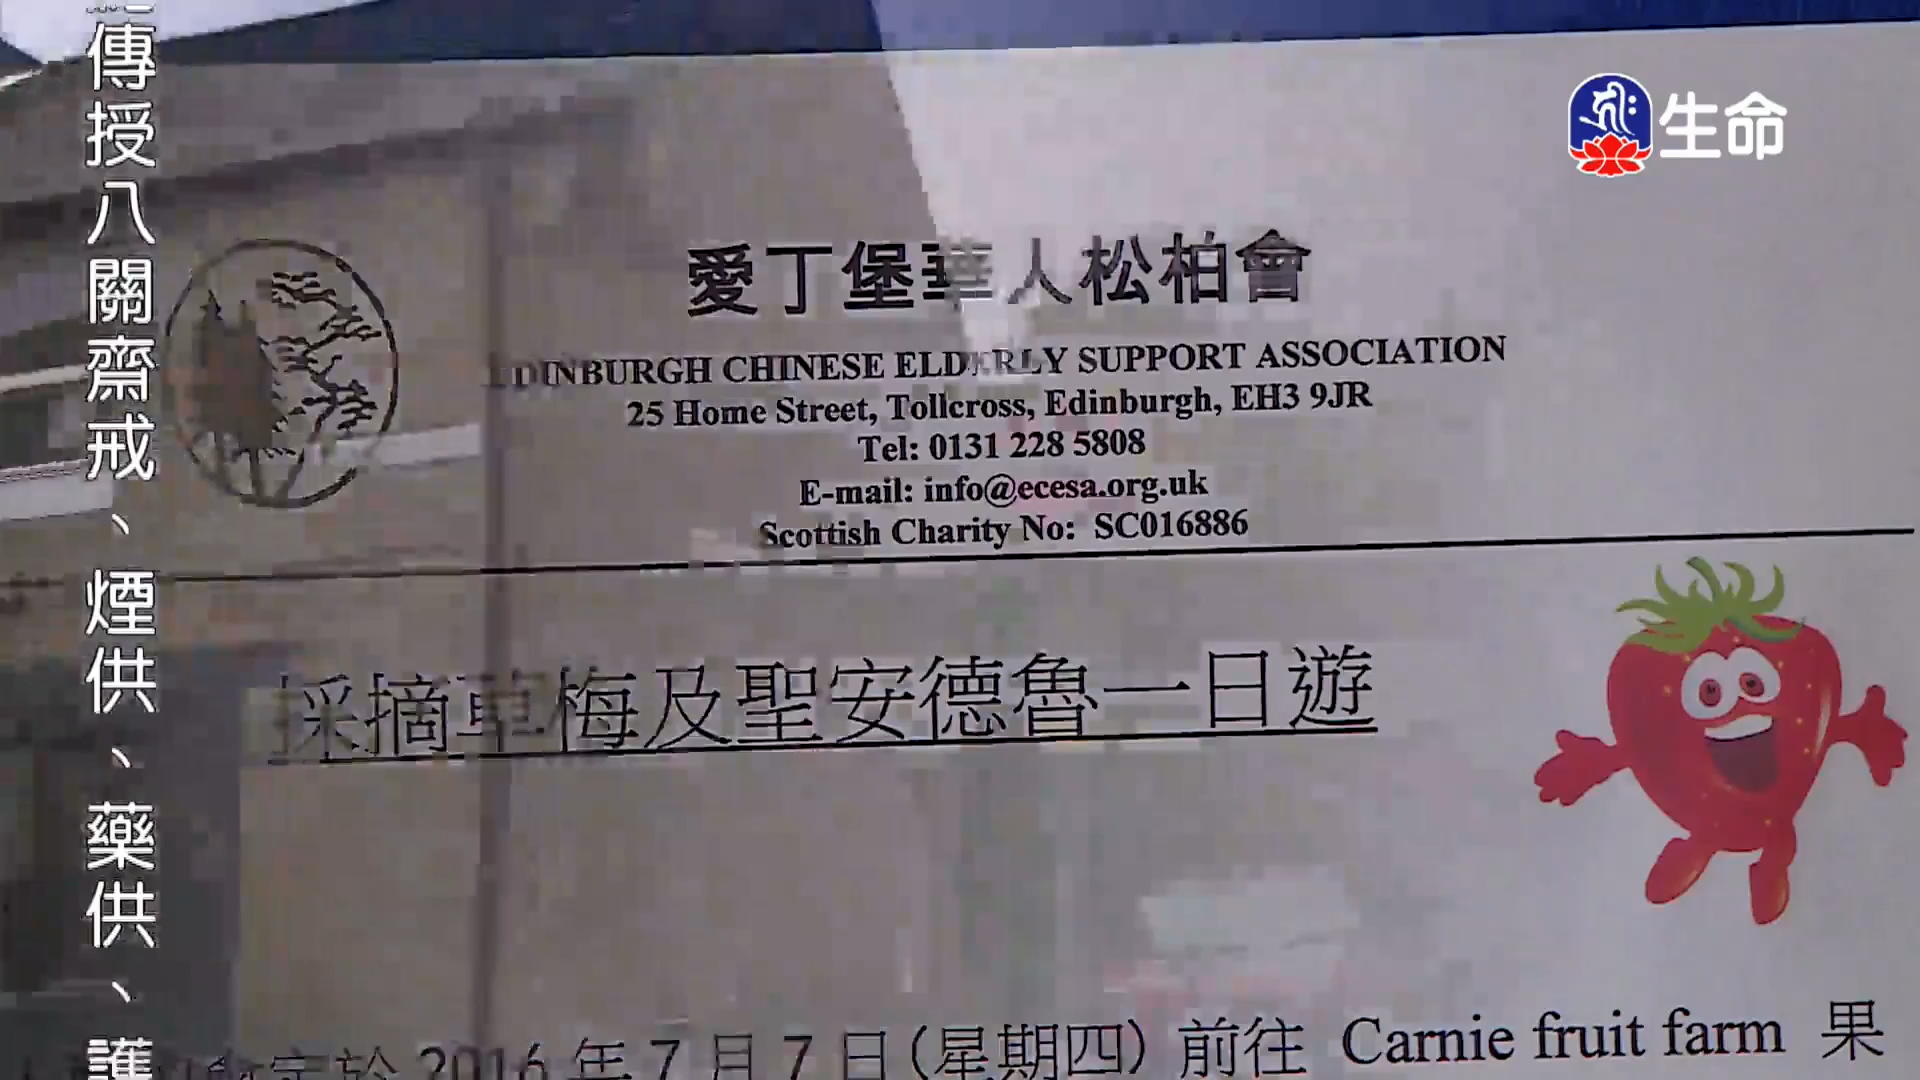 傳授八關齋戒、煙供、藥供、護
生命
愛丁堡華人松柏會
EDINBURGH CHINESE ELDERLY SUPPORT ASSOCIATION
25 Home Street, Tollcross, Edinburgh, EH3 9JR
Tel: 0131 228 5808
E-mail: info@ecesa.org.uk
Scottish Charity No: SC016886
採摘草梅及聖安德魯一日遊
定於 2016 年 7 月 7 日(星期四) 前往 Carnie fruit farm 果